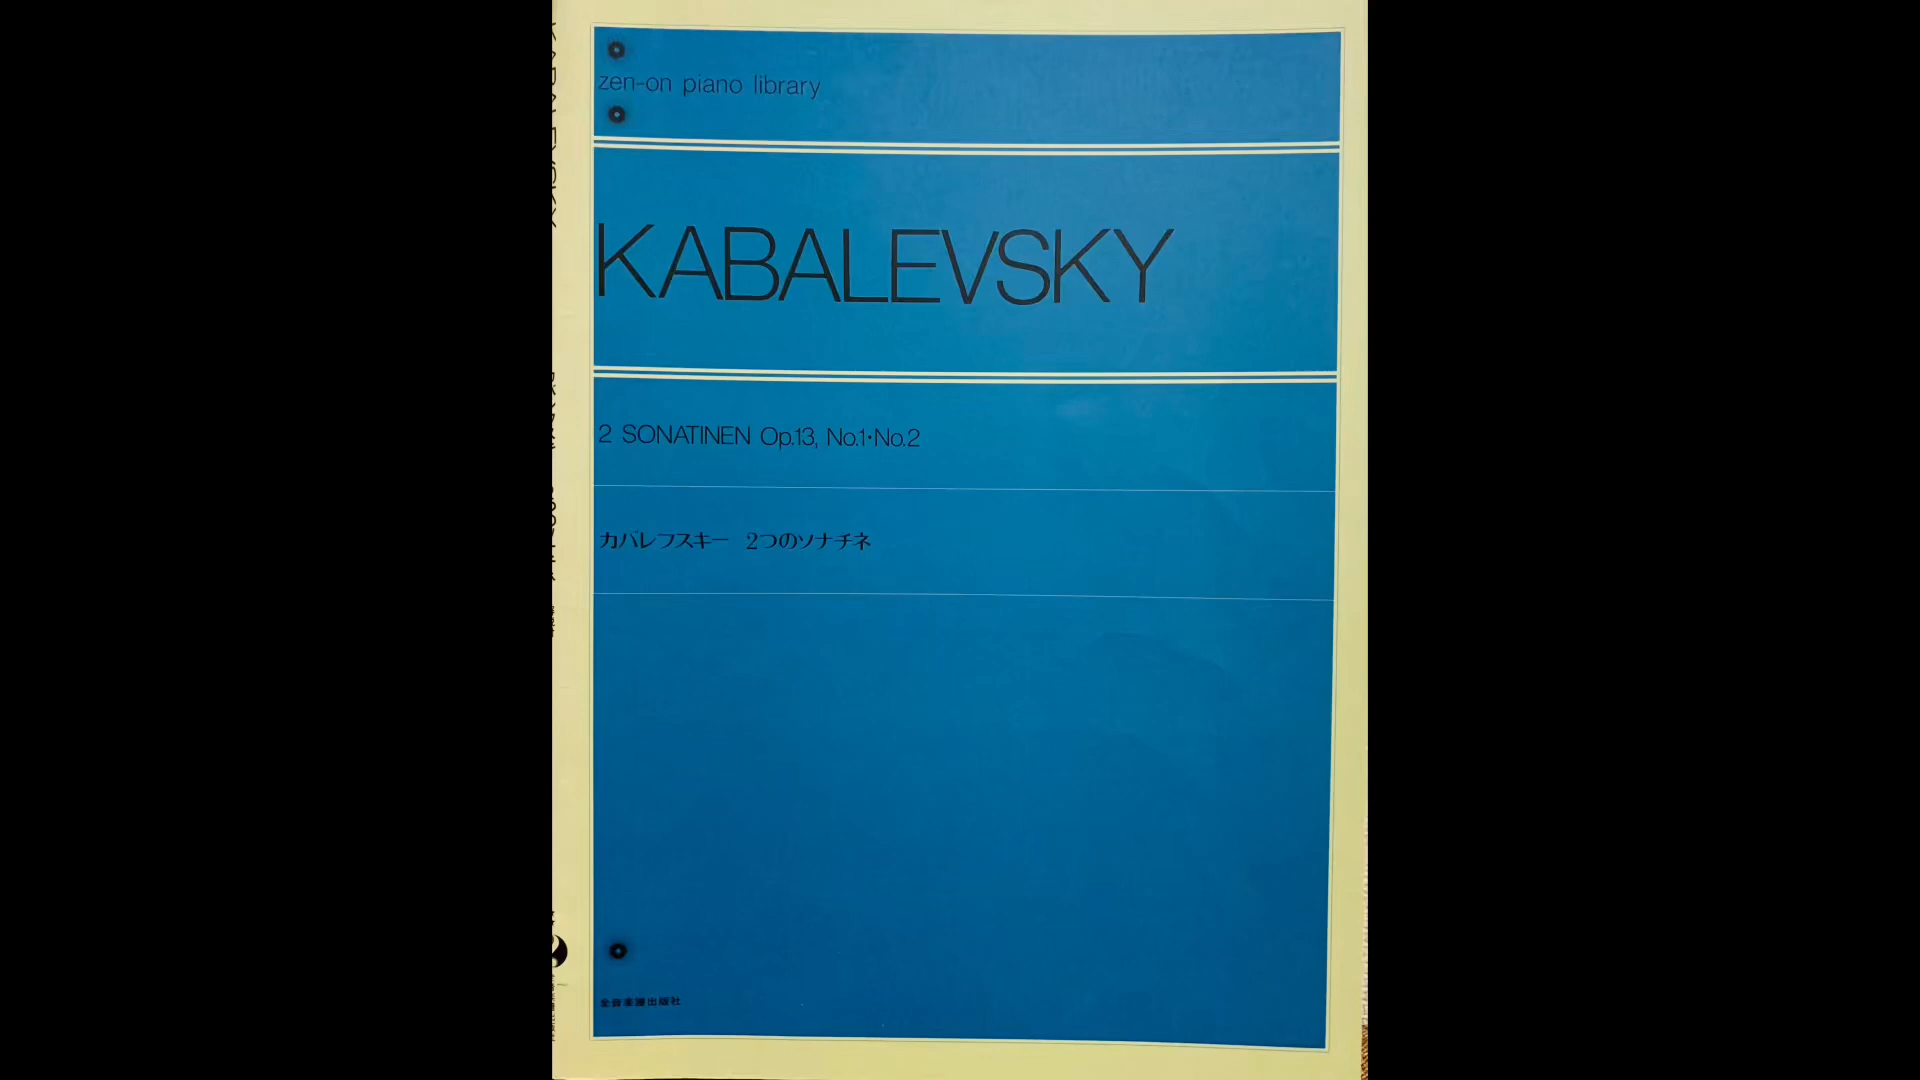 zen-on piano library
KABALEVSKY
2 SONATINEN Op.13, No.1・No.2
カバレフスキー 2つのソナチネ
全音楽譜出版社